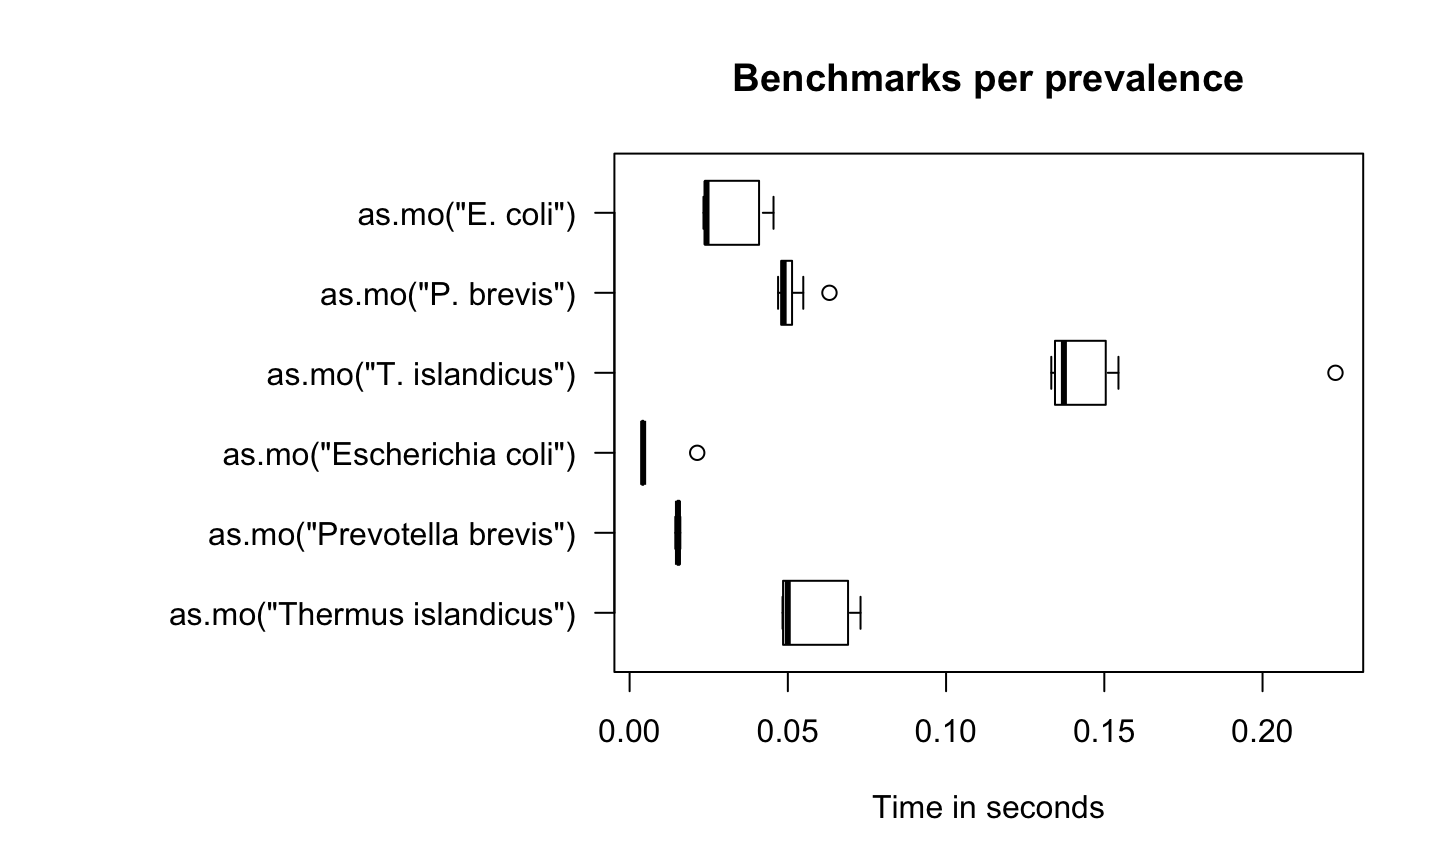 Benchmarks per prevalence
as.mo("E. coli")
as.mo("P. brevis")
as.mo("T. islandicus")
as.mo("Escherichia coli")
as.mo("Prevotella brevis")
as.mo("Thermus islandicus")
0.00 0.05 0.10 0.15 0.20
Time in seconds